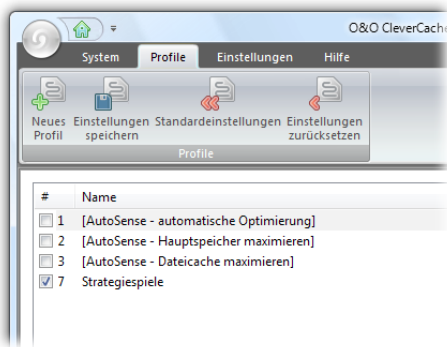 O&O CleverCache
System Profile Einstellungen Hilfe
Neues Profil
Einstellungen speichern
Standardeinstellungen
Einstellungen zurücksetzen
Profile
# Name
1 [AutoSense - automatische Optimierung]
2 [AutoSense - Hauptspeicher maximieren]
3 [AutoSense - Dateicache maximieren]
7 Strategiespiele